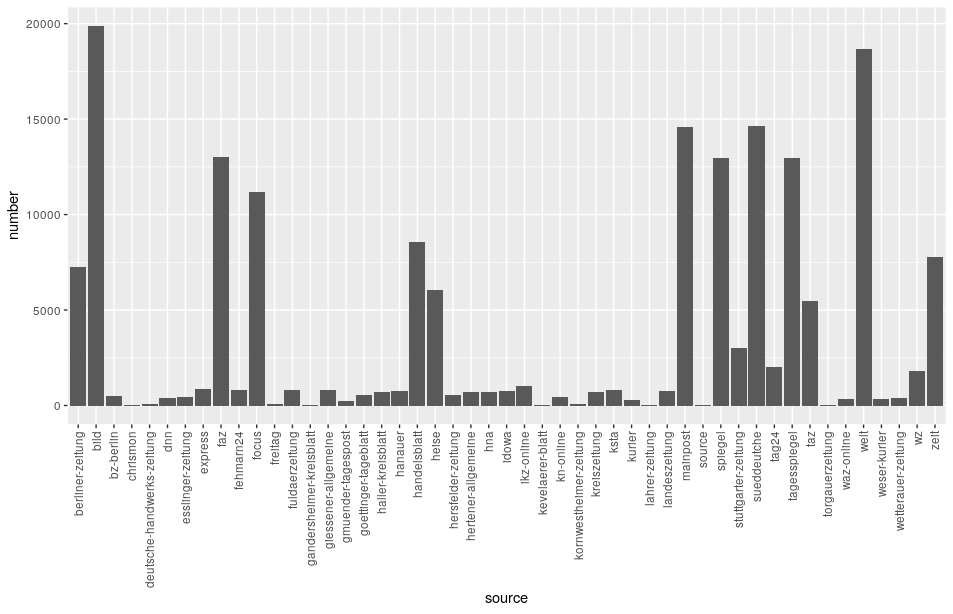 20000
15000
10000
5000
0
number
berliner-zeitung
bild
bz-berlin
chrismon
deutsche-handwerks-zeitung
dnn
esslinger-zeitung
express
faz
fehmarn24
focus
freitag
fuldaerzeitung
gandersheimer-kreisblatt
giessener-allgemeine
gmuender-tagespost
goettinger-tageblatt
haller-kreisblatt
hanauer
handelsblatt
heise
hersfelder-zeitung
hertener-allgemeine
hna
idowa
lkz-online
kevelaerer-blatt
kn-online
kornwestheimer-zeitung
kreiszeitung
ksta
kurier
lahrer-zeitung
landeszeitung
mainpost
source
spiegel
stuttgarter-zeitung
sueddeutche
tag24
tagesspiegel
taz
torgauerzeitung
waz-online
welt
weser-kurier
wetterauer-zeitung
wz
zeit
source